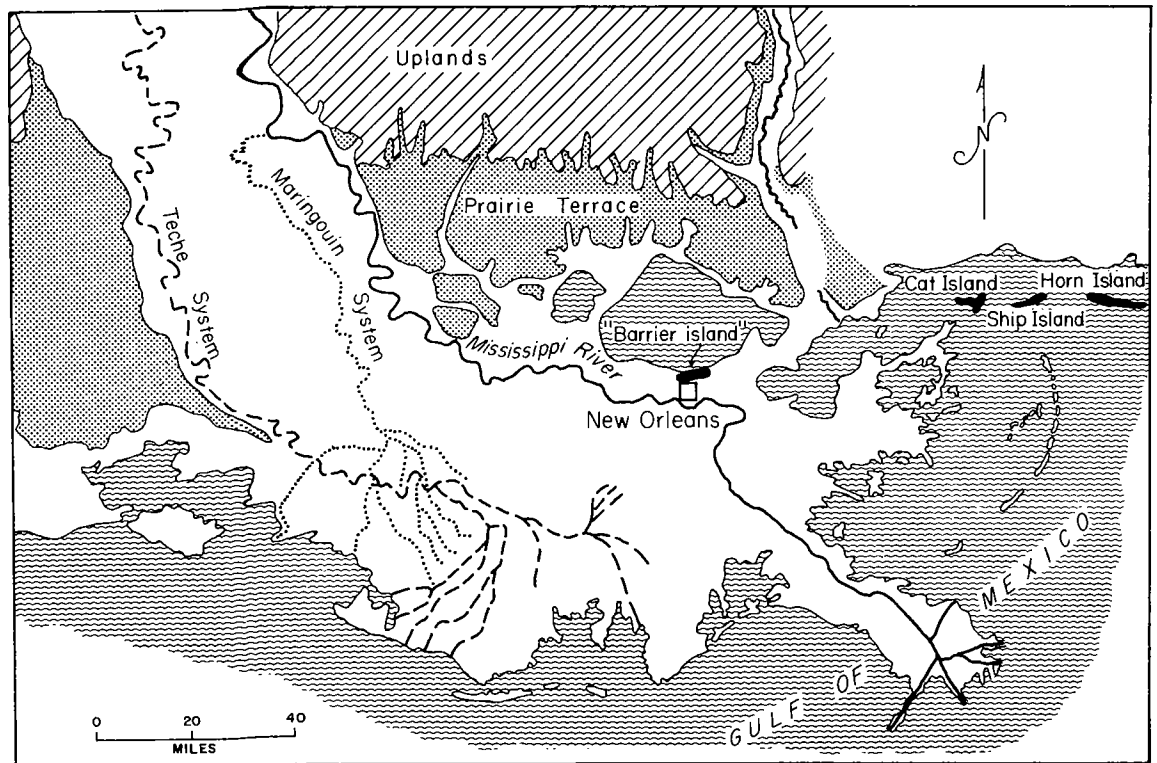 Uplands
N
Maringouin
System
Teche
System
Prairie Terrace
Cat Island
Horn Island
Ship Island
"Barrier island"
Mississippi River
New Orleans
GULF OF MEXICO
0 20 40
MILES